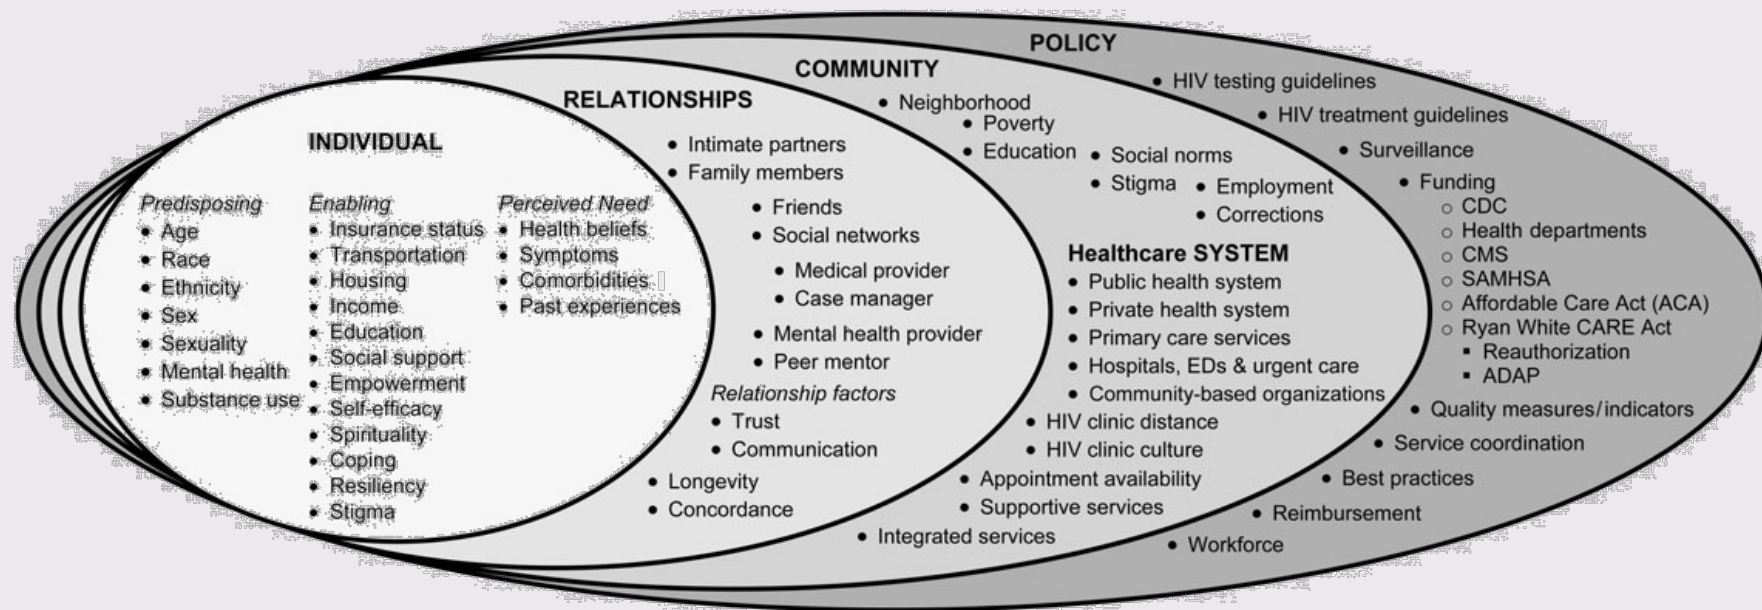 INDIVIDUAL
Predisposing
• Age
• Race
• Ethnicity
• Sex
• Sexuality
• Mental health
• Substance use
Enabling
• Insurance status
• Transportation
• Housing
• Income
• Education
• Social support
• Empowerment
• Self-efficacy
• Spirituality
• Coping
• Resiliency
• Stigma
Perceived Need
• Health beliefs
• Symptoms
• Comorbidities
• Past experiences
RELATIONSHIPS
• Intimate partners
• Family members
• Friends
• Social networks
• Medical provider
• Case manager
• Mental health provider
• Peer mentor
Relationship factors
• Trust
• Communication
• Longevity
• Concordance
COMMUNITY
• Neighborhood
• Poverty
• Education
• Social norms
• Stigma
• Employment
• Corrections
Healthcare SYSTEM
• Public health system
• Private health system
• Primary care services
• Hospitals, EDs & urgent care
• Community-based organizations
• HIV clinic distance
• HIV clinic culture
• Appointment availability
• Supportive services
• Integrated services
POLICY
• HIV testing guidelines
• HIV treatment guidelines
• Surveillance
• Funding
○ CDC
○ Health departments
○ CMS
○ SAMHSA
○ Affordable Care Act (ACA)
○ Ryan White CARE Act
▪ Reauthorization
▪ ADAP
• Quality measures/indicators
• Service coordination
• Best practices
• Reimbursement
• Workforce